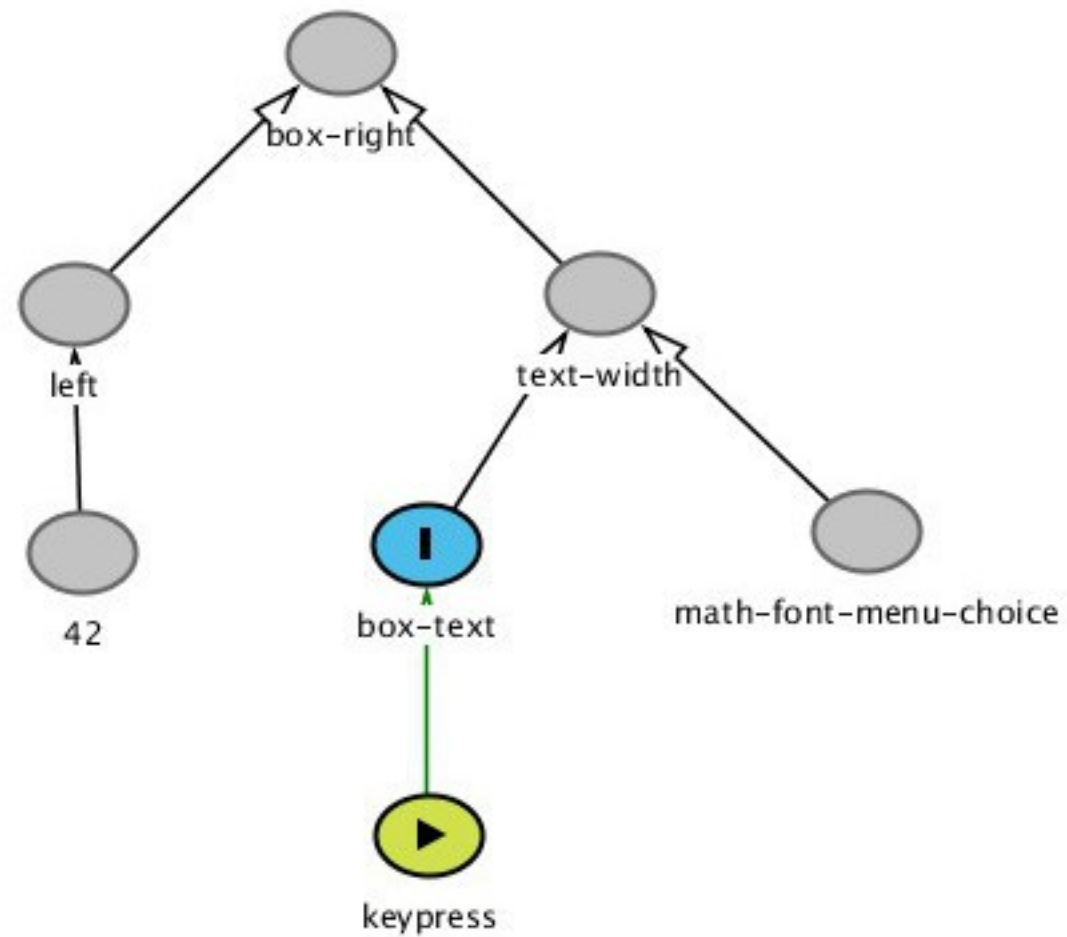 box-right
left
text-width
42
box-text
math-font-menu-choice
keypress